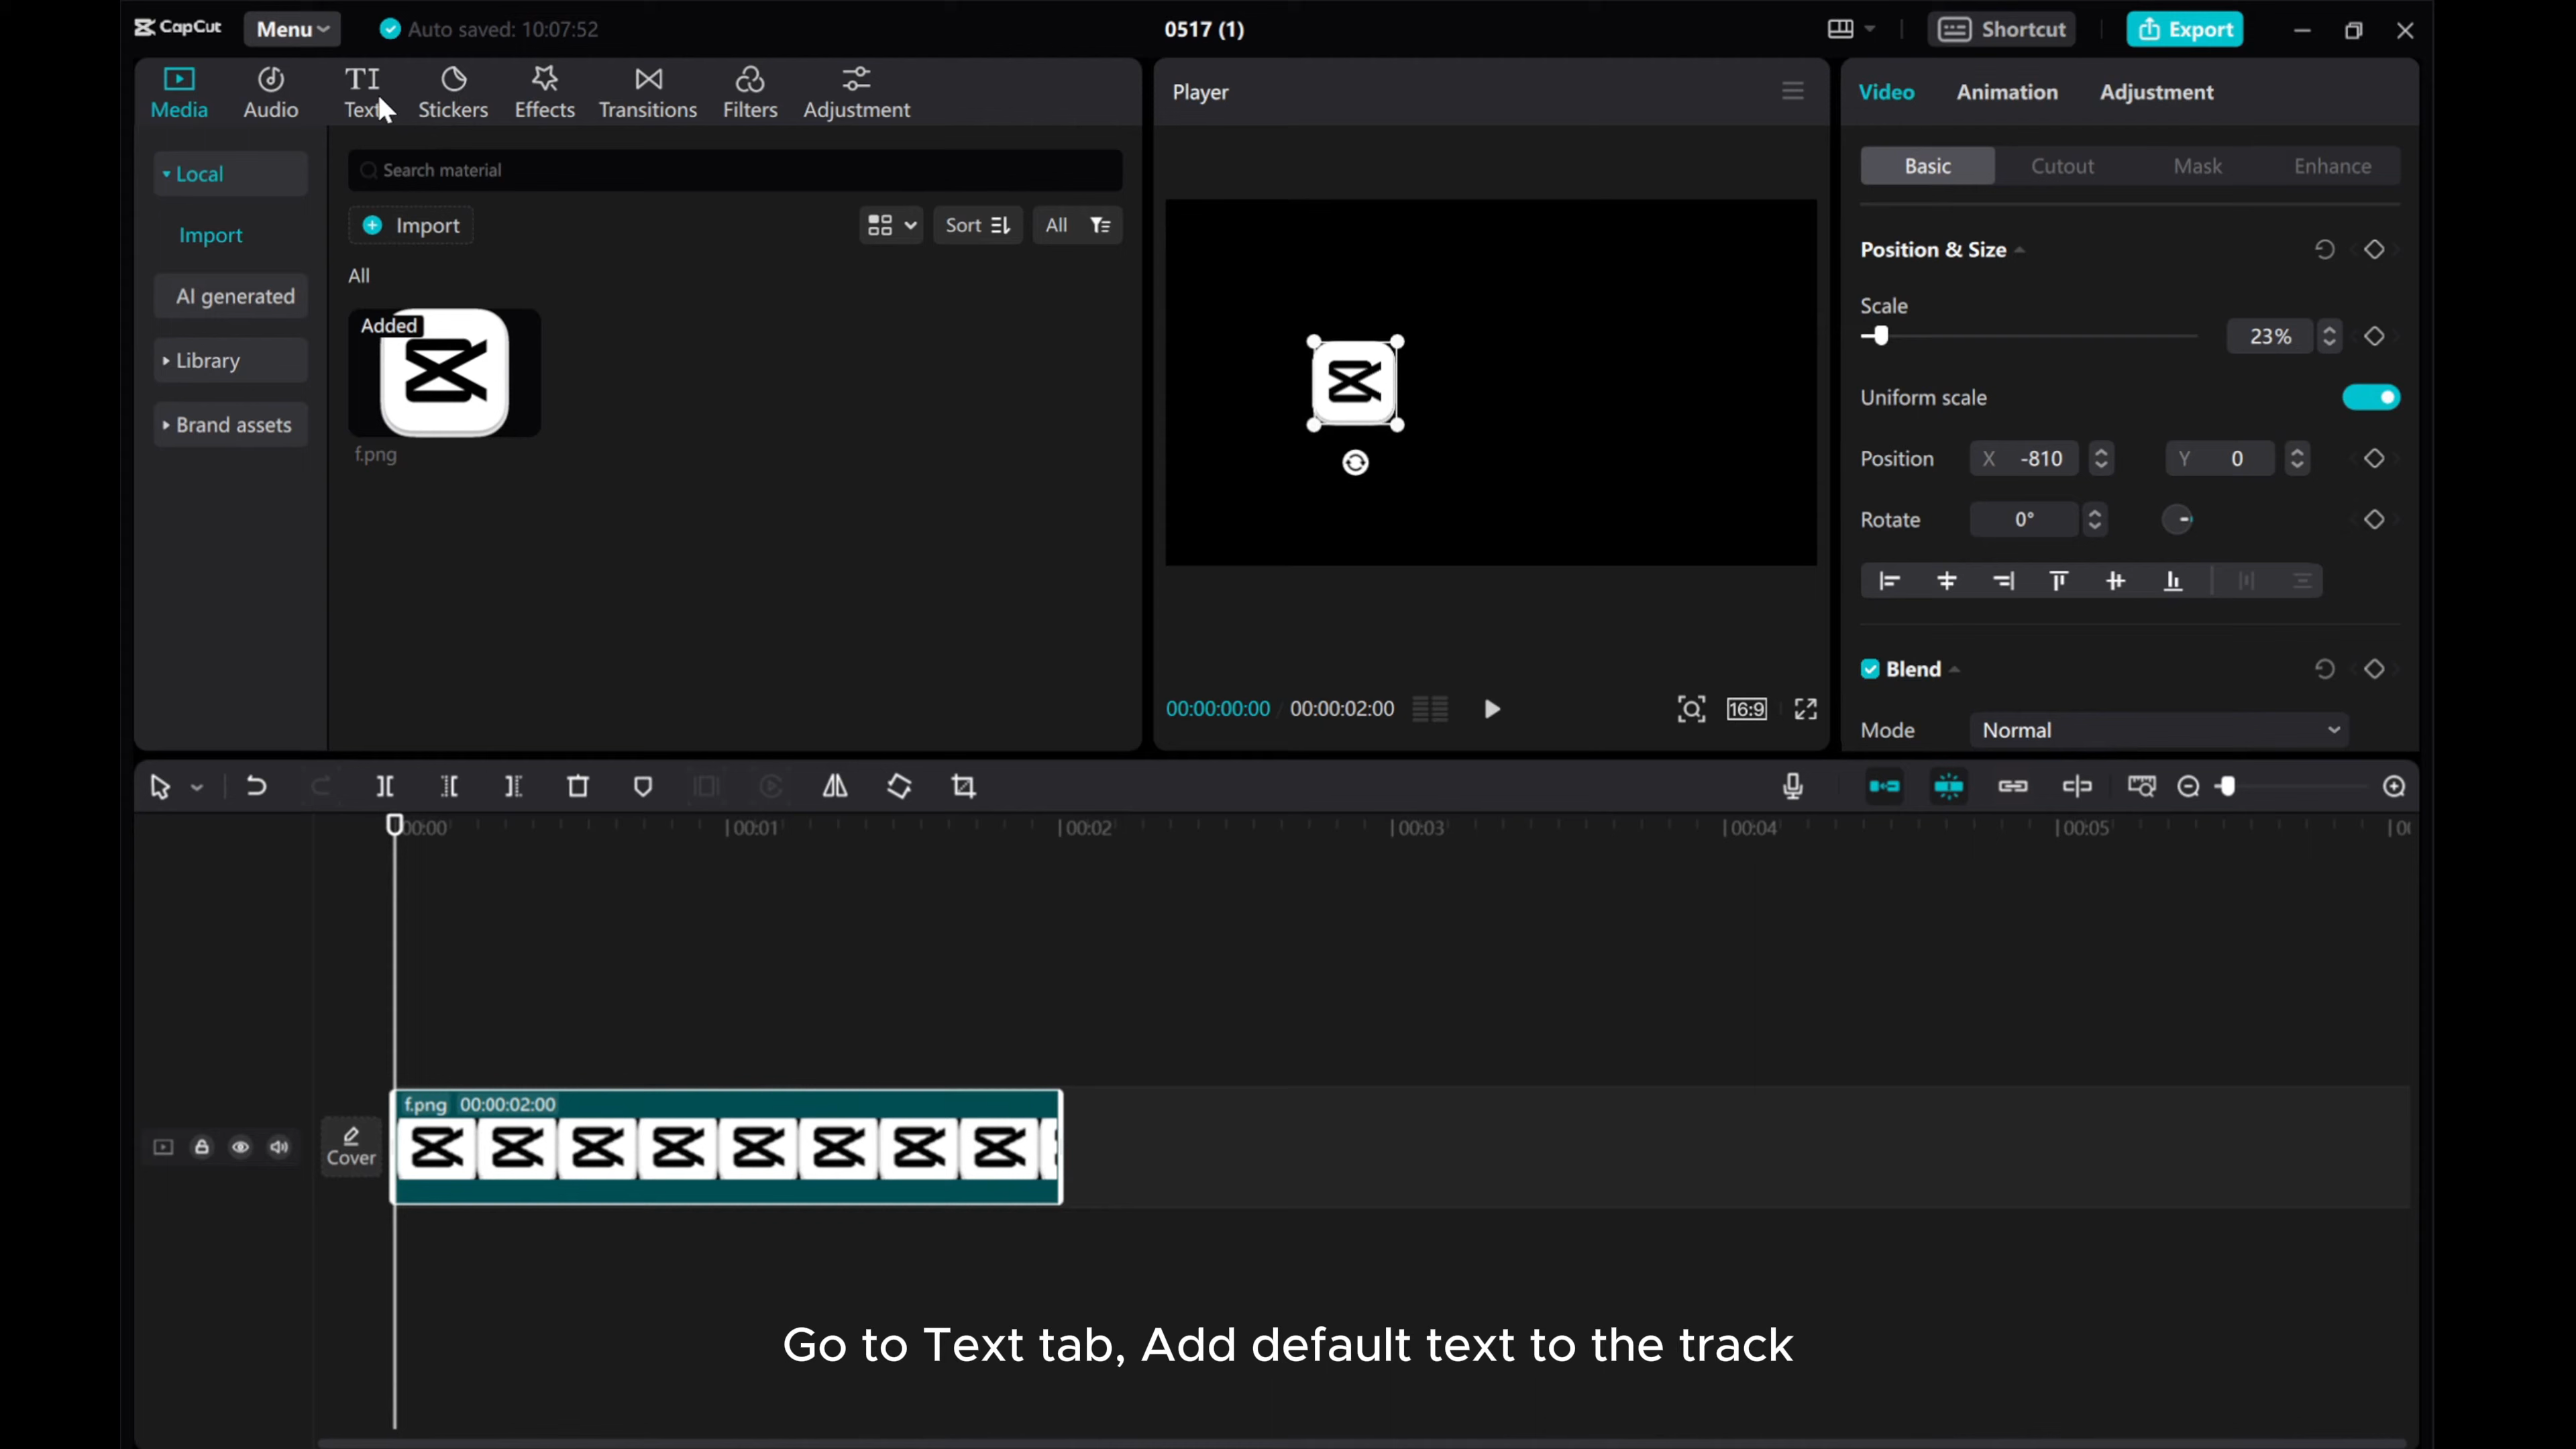 CapCut Menu Auto saved: 10:07:52 0517 (1) Shortcut Export
Media Audio Text Stickers Effects Transitions Filters Adjustment
Player
Video Animation Adjustment
Local
Import
AI generated
Library
Brand assets
Search material
Import Sort All
All
Added
f.png
00:00:00:00 / 00:00:02:00 16:9
Basic Cutout Mask Enhance
Position & Size
Scale
23%
Uniform scale
Position X -810 Y 0
Rotate 0°
Blend
Mode Normal
00:00 00:01 00:02 00:03 00:04 00:05
f.png 00:00:02:00
Cover
Go to Text tab, Add default text to the track